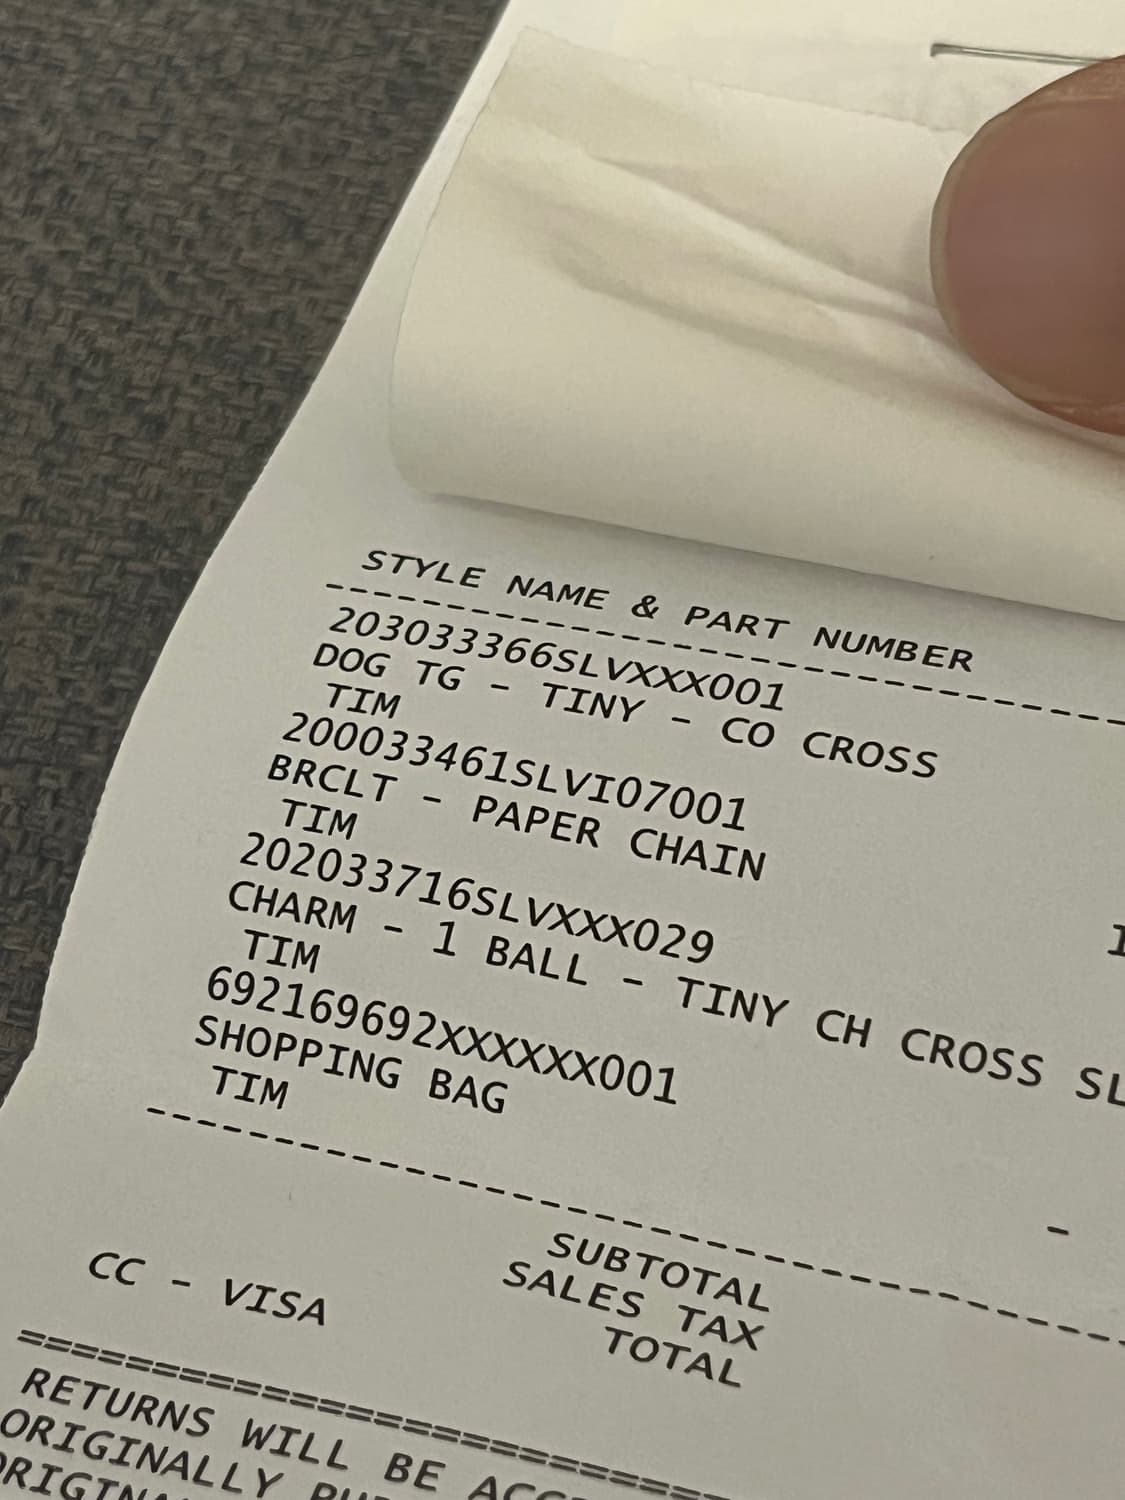 STYLE NAME & PART NUMBER
--------------------------------
203033366SLVXXX001
DOG TG - TINY - CO CROSS
TIM
200033461SLVI07001
BRCLT - PAPER CHAIN
TIM
202033716SLVXXX029
CHARM - 1 BALL - TINY CH CROSS SL
TIM
692169692XXXXXX001
SHOPPING BAG
TIM
--------------------------------
SUBTOTAL
SALES TAX
CC - VISA TOTAL
================================
RETURNS WILL BE
ORIGINALLY